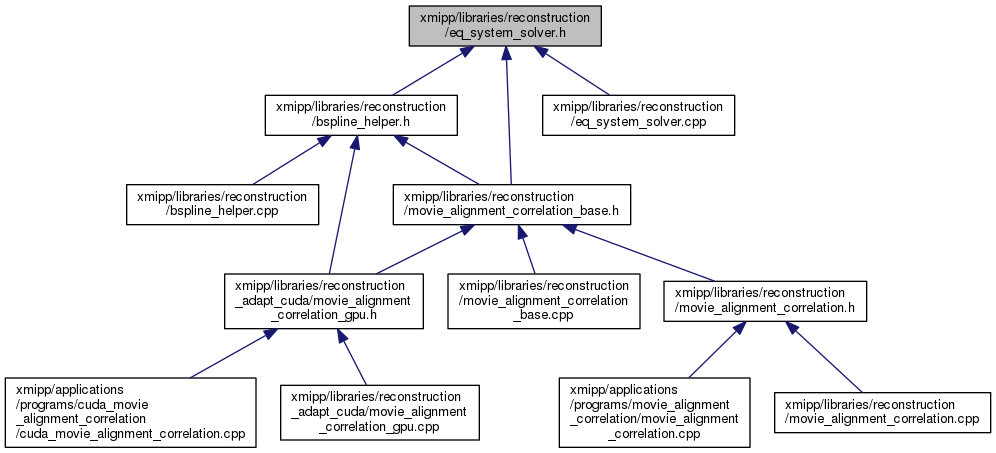 xmipp/libraries/reconstruction
/eq_system_solver.h
xmipp/libraries/reconstruction
/bspline_helper.h
xmipp/libraries/reconstruction
/eq_system_solver.cpp
xmipp/libraries/reconstruction
/bspline_helper.cpp
xmipp/libraries/reconstruction
/movie_alignment_correlation_base.h
xmipp/libraries/reconstruction
_adapt_cuda/movie_alignment
_correlation_gpu.h
xmipp/libraries/reconstruction
/movie_alignment_correlation
_base.cpp
xmipp/libraries/reconstruction
/movie_alignment_correlation.h
xmipp/applications
/programs/cuda_movie
_alignment_correlation
/cuda_movie_alignment_correlation.cpp
xmipp/libraries/reconstruction
_adapt_cuda/movie_alignment
_correlation_gpu.cpp
xmipp/applications
/programs/movie_alignment
_correlation/movie_alignment
_correlation.cpp
xmipp/libraries/reconstruction
/movie_alignment_correlation.cpp